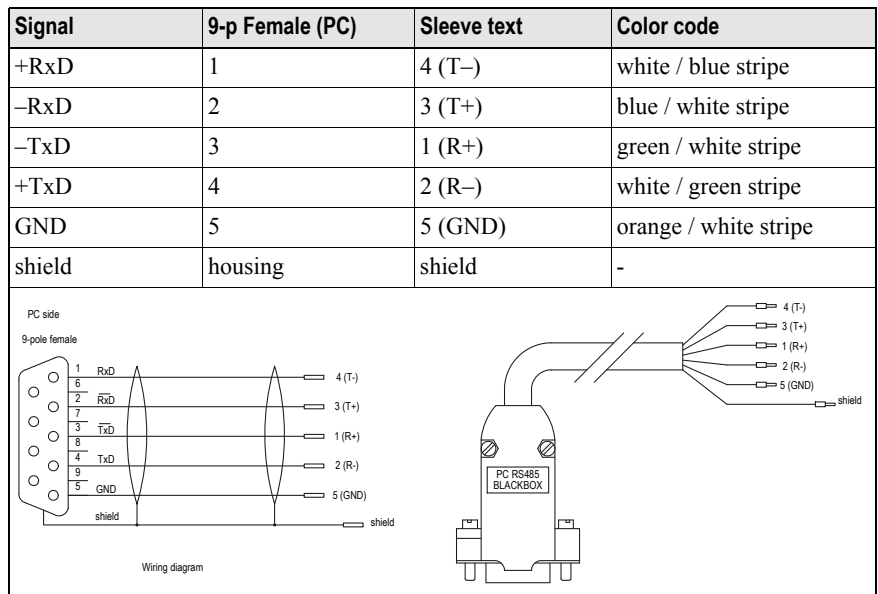 Signal 9-p Female (PC) Sleeve text Color code
+RxD 1 4 (T–) white / blue stripe
–RxD 2 3 (T+) blue / white stripe
–TxD 3 1 (R+) green / white stripe
+TxD 4 2 (R–) white / green stripe
GND 5 5 (GND) orange / white stripe
shield housing shield -
PC side
9-pole female
1 RxD 4 (T-)
6
2 RxD 3 (T+)
7
3 TxD 1 (R+)
8
4 TxD 2 (R-)
9
5 GND 5 (GND)
shield shield
Wiring diagram
4 (T-)
3 (T+)
1 (R+)
2 (R-)
5 (GND)
shield
PC RS485
BLACKBOX